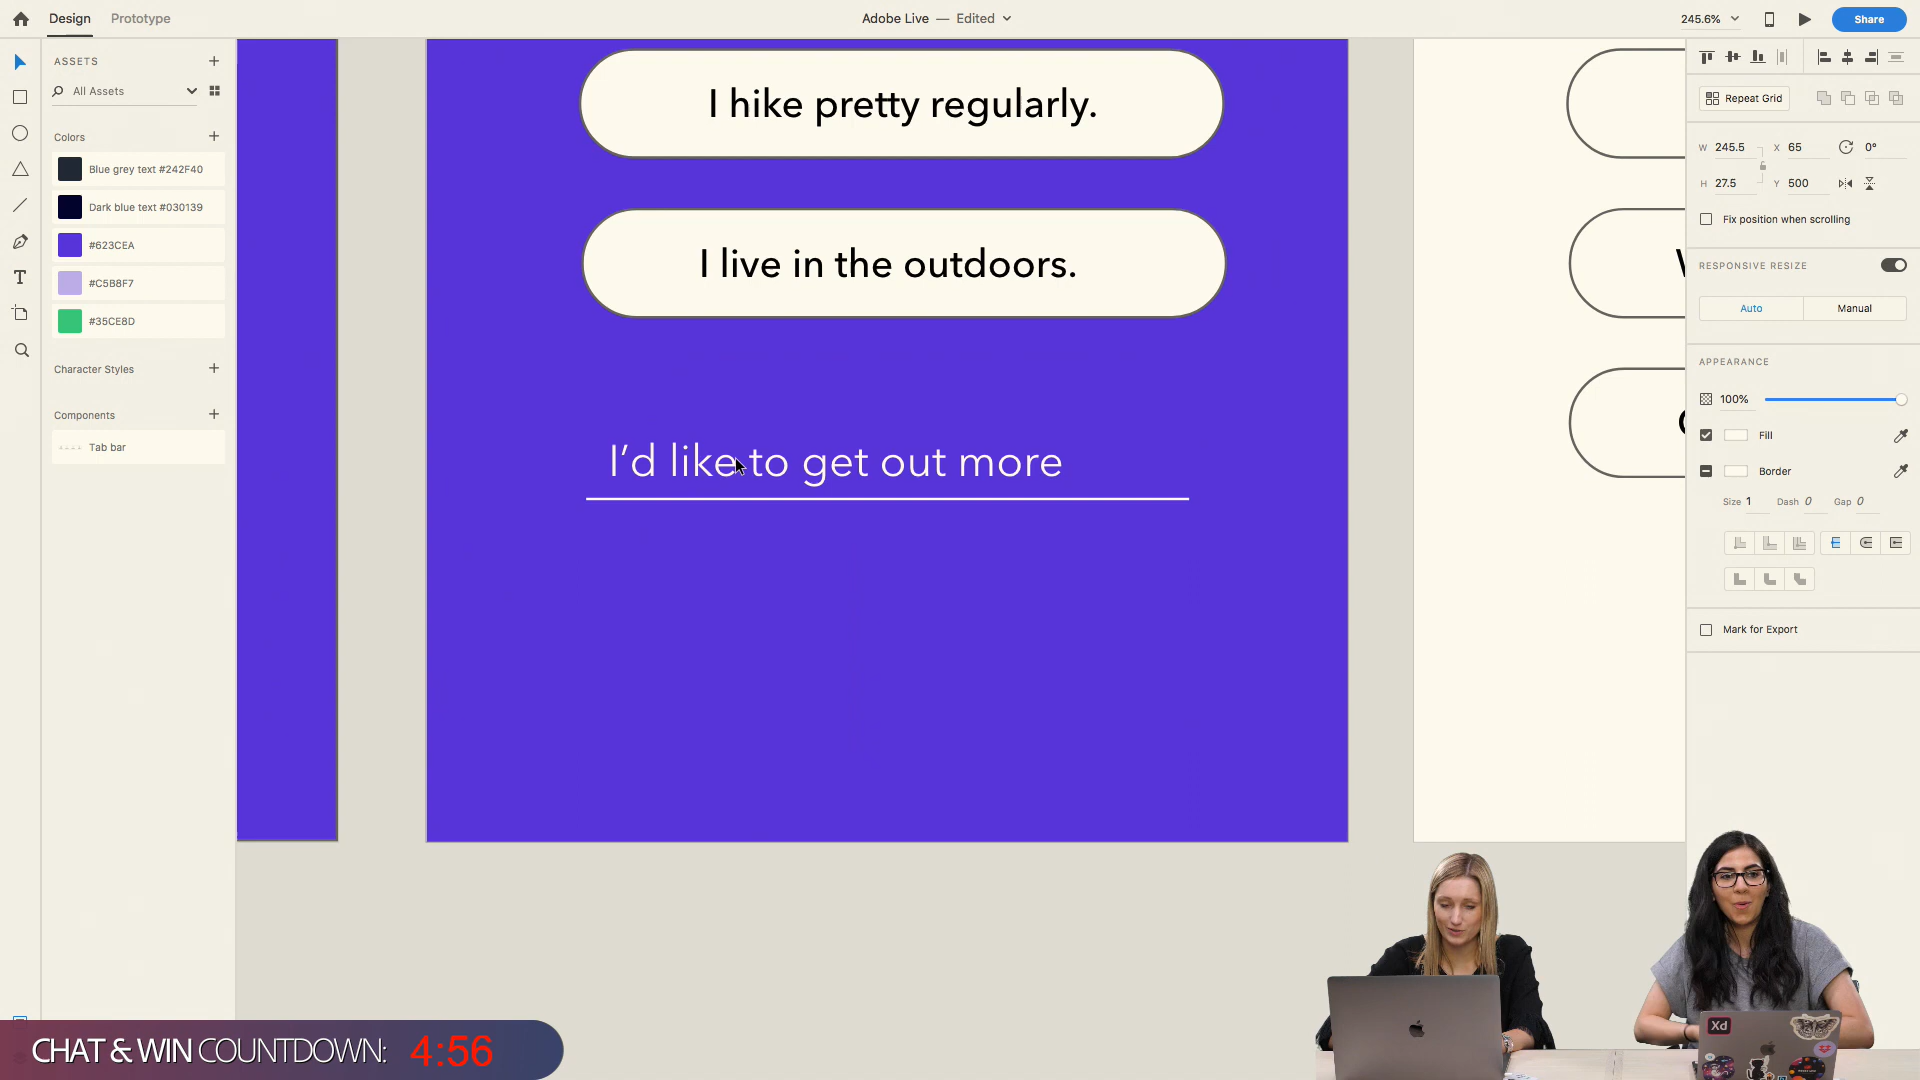 Design Prototype Adobe Live — Edited 245.6% Share
ASSETS
All Assets
Colors
Blue grey text #242F40
Dark blue text #030139
#623CEA
#C5B8F7
#35CE8D
Character Styles
Components
Tab bar
I hike pretty regularly.
I live in the outdoors.
I’d like to get out more
Repeat Grid
W 245.5 X 65 0°
H 27.5 Y 500
Fix position when scrolling
RESPONSIVE RESIZE
Auto Manual
APPEARANCE
100%
Fill
Border
Size 1 Dash 0 Gap 0
Mark for Export
CHAT & WIN COUNTDOWN: 4:56
Xd